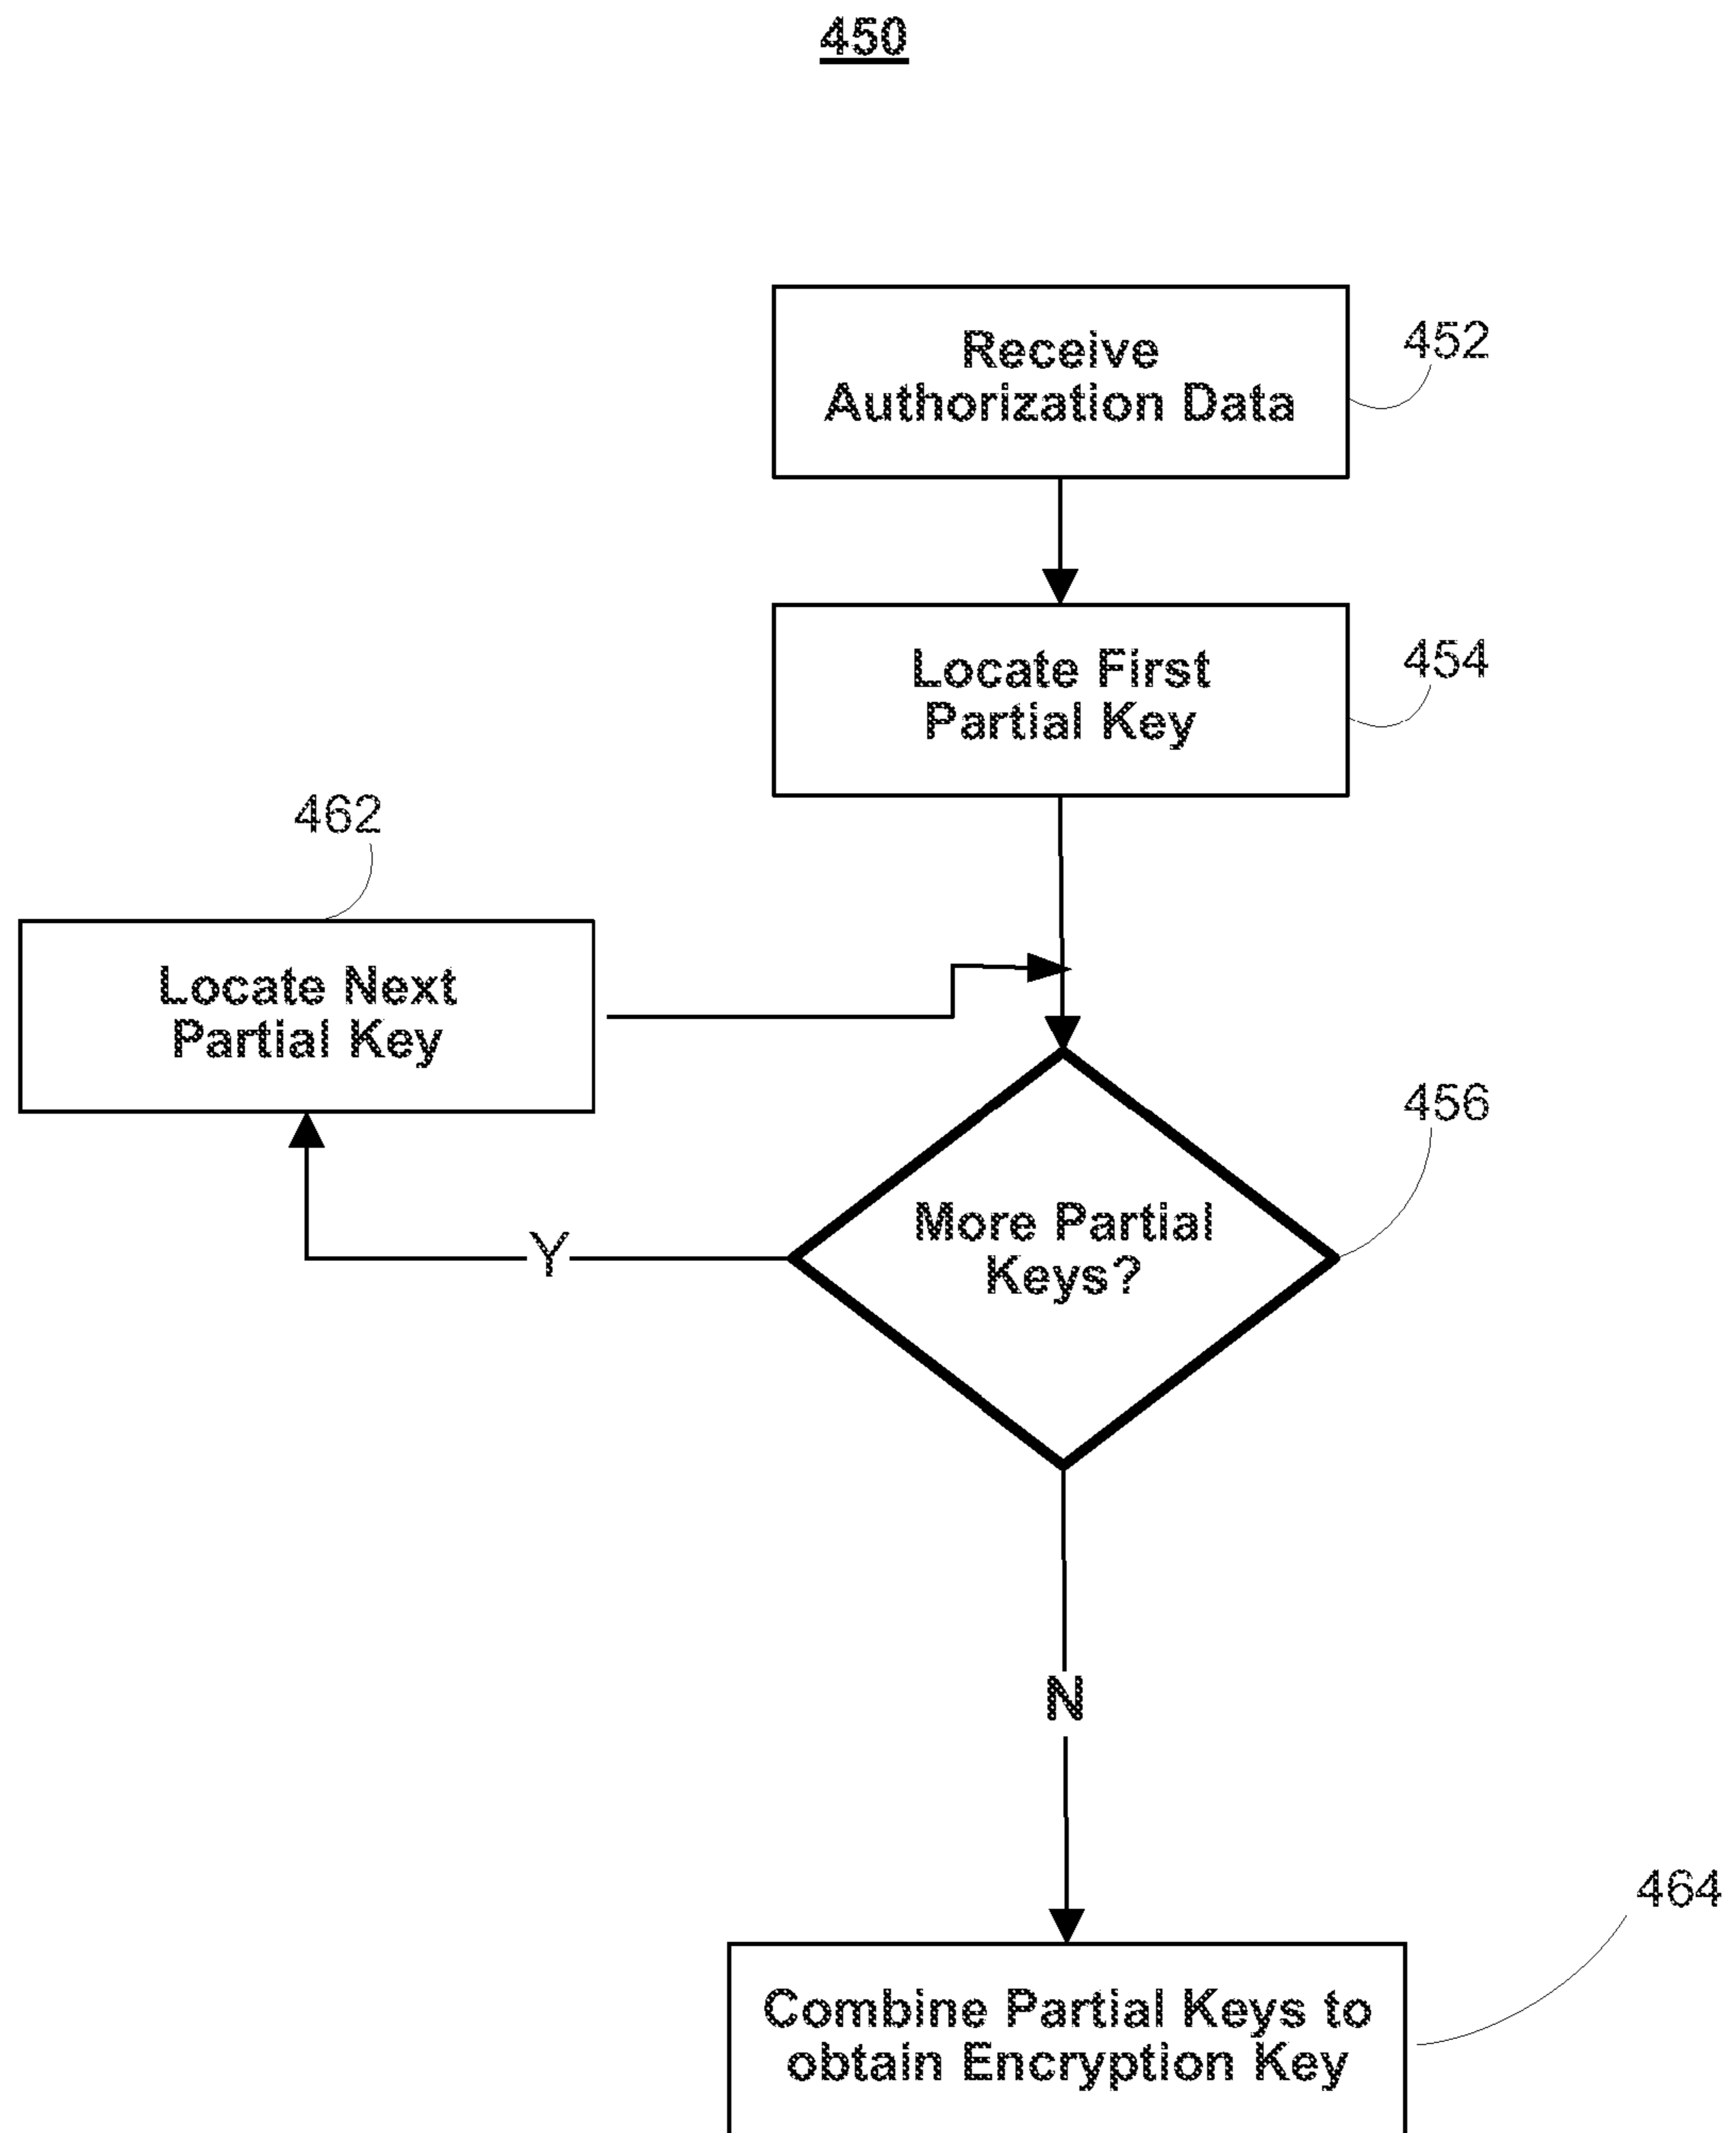 450
Receive
Authorization Data
452
Locate First
Partial Key
454
462
Locate Next
Partial Key
More Partial
Keys?
456
Y
N
464
Combine Partial Keys to
obtain Encryption Key